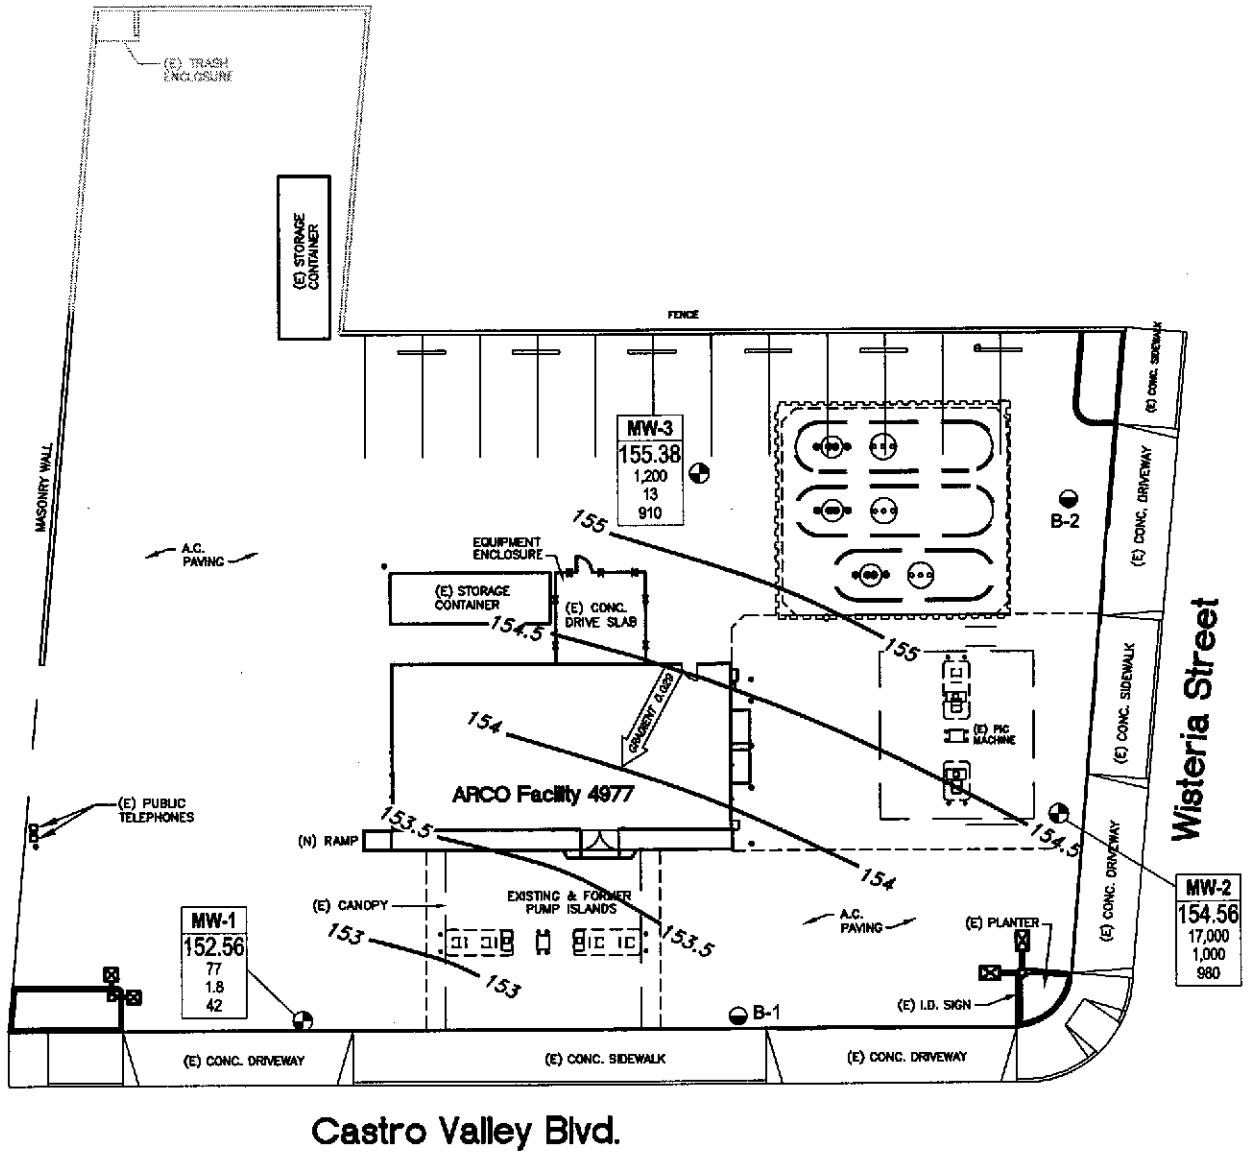 (E) TRASH
ENCLOSURE
(E) STORAGE
CONTAINER
FENCE
(E) CONC. SIDEWALK
MW-3
155.38
1,200
13
910
MASONRY WALL
(E) CONC. DRIVEWAY
B-2
155
A.C.
PAVING
EQUIPMENT
ENCLOSURE
(E) STORAGE
CONTAINER
(E) CONC.
DRIVE SLAB
154.5
155
(E) CONC. SIDEWALK
Wisteria Street
GRADIENT 0.029
154
(E) PIC
MACHINE
ARCO Facility 4977
(E) PUBLIC
TELEPHONES
153.5
(N) RAMP
154.5
154
(E) CONC. DRIVEWAY
MW-2
154.56
17,000
1,000
980
EXISTING & FORMER
PUMP ISLANDS
(E) CANOPY
MW-1
152.56
77
1.8
42
153
153.5
153
A.C.
PAVING
(E) PLANTER
(E) I.D. SIGN
B-1
(E) CONC. DRIVEWAY
(E) CONC. SIDEWALK
(E) CONC. DRIVEWAY
Castro Valley Blvd.